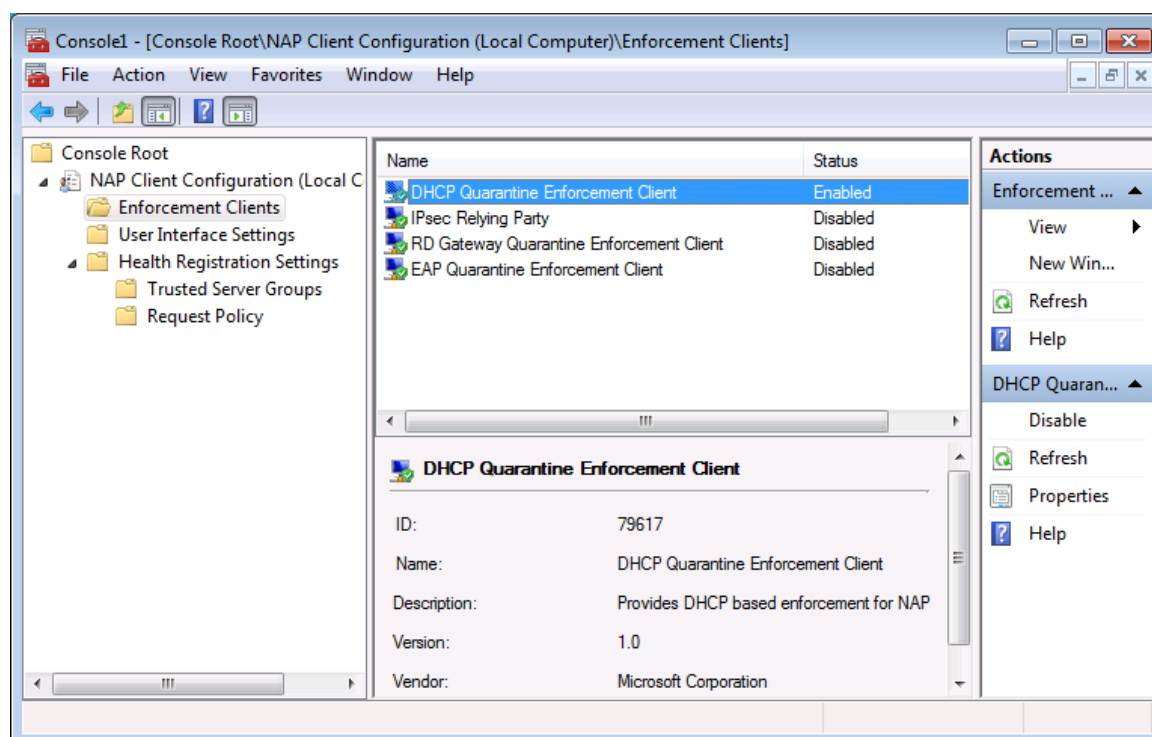 Console1 - [Console Root\NAP Client Configuration (Local Computer)\Enforcement Clients]
File Action View Favorites Window Help
Console Root
NAP Client Configuration (Local C
Enforcement Clients
User Interface Settings
Health Registration Settings
Trusted Server Groups
Request Policy
Name Status
DHCP Quarantine Enforcement Client Enabled
IPsec Relying Party Disabled
RD Gateway Quarantine Enforcement Client Disabled
EAP Quarantine Enforcement Client Disabled
DHCP Quarantine Enforcement Client
ID: 79617
Name: DHCP Quarantine Enforcement Client
Description: Provides DHCP based enforcement for NAP
Version: 1.0
Vendor: Microsoft Corporation
Actions
Enforcement ...
View
New Win...
Refresh
Help
DHCP Quaran...
Disable
Refresh
Properties
Help